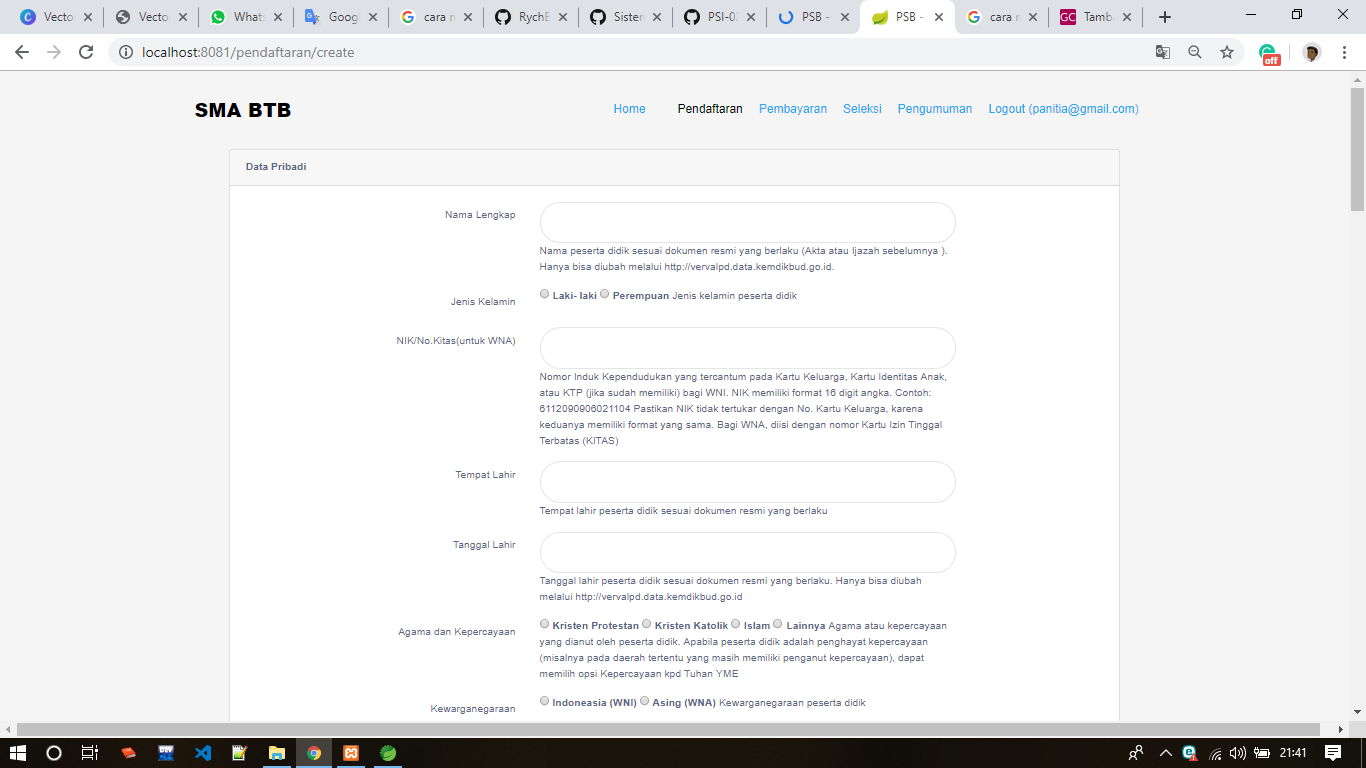 Vecto
Vecto
Whats
Goog
cara n
RychE
Sister
PSI-0
PSB -
PSB -
cara r
GC Tamb
localhost:8081/pendaftaran/create
off
SMA BTB
Home Pendaftaran Pembayaran Seleksi Pengumuman Logout (panitia@gmail.com)
Data Pribadi
Nama Lengkap
Nama peserta didik sesuai dokumen resmi yang berlaku (Akta atau Ijazah sebelumnya ).
Hanya bisa diubah melalui http://vervalpd.data.kemdikbud.go.id.
Jenis Kelamin
Laki- laki Perempuan Jenis kelamin peserta didik
NIK/No.Kitas(untuk WNA)
Nomor Induk Kependudukan yang tercantum pada Kartu Keluarga, Kartu Identitas Anak,
atau KTP (jika sudah memiliki) bagi WNI. NIK memiliki format 16 digit angka. Contoh:
6112090906021104 Pastikan NIK tidak tertukar dengan No. Kartu Keluarga, karena
keduanya memiliki format yang sama. Bagi WNA, diisi dengan nomor Kartu Izin Tinggal
Terbatas (KITAS)
Tempat Lahir
Tempat lahir peserta didik sesuai dokumen resmi yang berlaku
Tanggal Lahir
Tanggal lahir peserta didik sesuai dokumen resmi yang berlaku. Hanya bisa diubah
melalui http://vervalpd.data.kemdikbud.go.id
Agama dan Kepercayaan
Kristen Protestan Kristen Katolik Islam Lainnya Agama atau kepercayaan
yang dianut oleh peserta didik. Apabila peserta didik adalah penghayat kepercayaan
(misalnya pada daerah tertentu yang masih memiliki penganut kepercayaan), dapat
memilih opsi Kepercayaan kpd Tuhan YME
Kewarganegaraan
Indoneasia (WNI) Asing (WNA) Kewarganegaraan peserta didik
21:41